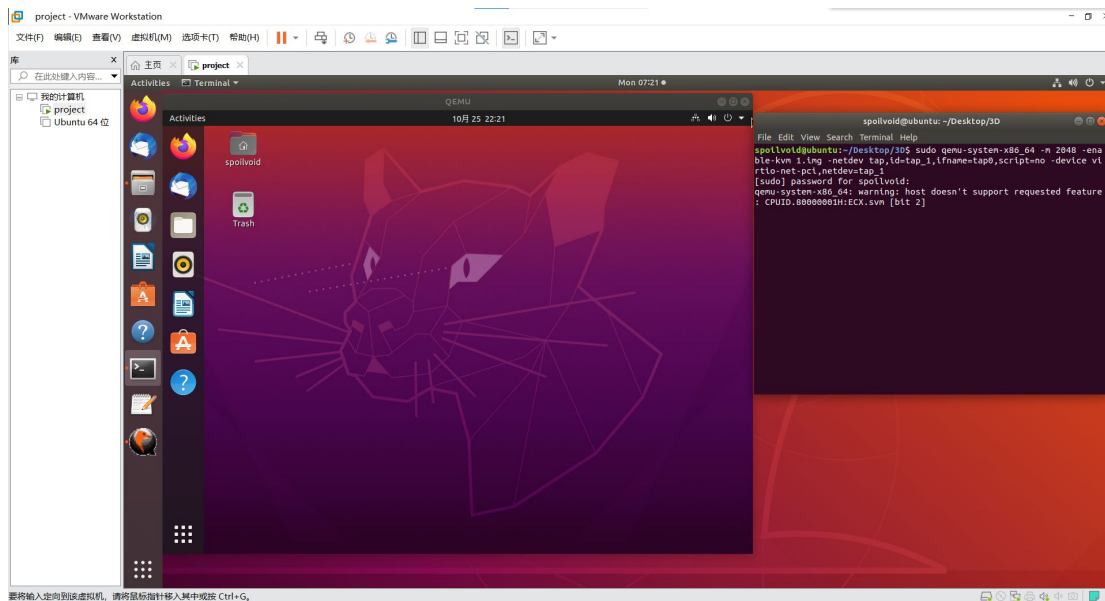 project - VMware Workstation
文件(F) 编辑(E) 查看(V) 虚拟机(M) 选项卡(T) 帮助(H)
库
在此处键入内容...
我的计算机
project
Ubuntu 64 位
主页
project
Activities
Terminal
Mon 07:21
QEMU
Activities
10月 25 22:21
spoilvoid
Trash
spoilvoid@ubuntu: ~/Desktop/3D
File Edit View Search Terminal Help
spoilvoid@ubuntu:~/Desktop/3D$ sudo qemu-system-x86_64 -m 2048 -ena
ble-kvm 1.img -netdev tap,id=tap_1,ifname=tap0,script=no -device vi
rtio-net-pci,netdev=tap_1
[sudo] password for spoilvoid:
qemu-system-x86_64: warning: host doesn't support requested feature
: CPUID.80000001H:ECX.svm [bit 2]
要将输入定向到该虚拟机，请将鼠标指针移入其中或按 Ctrl+G。